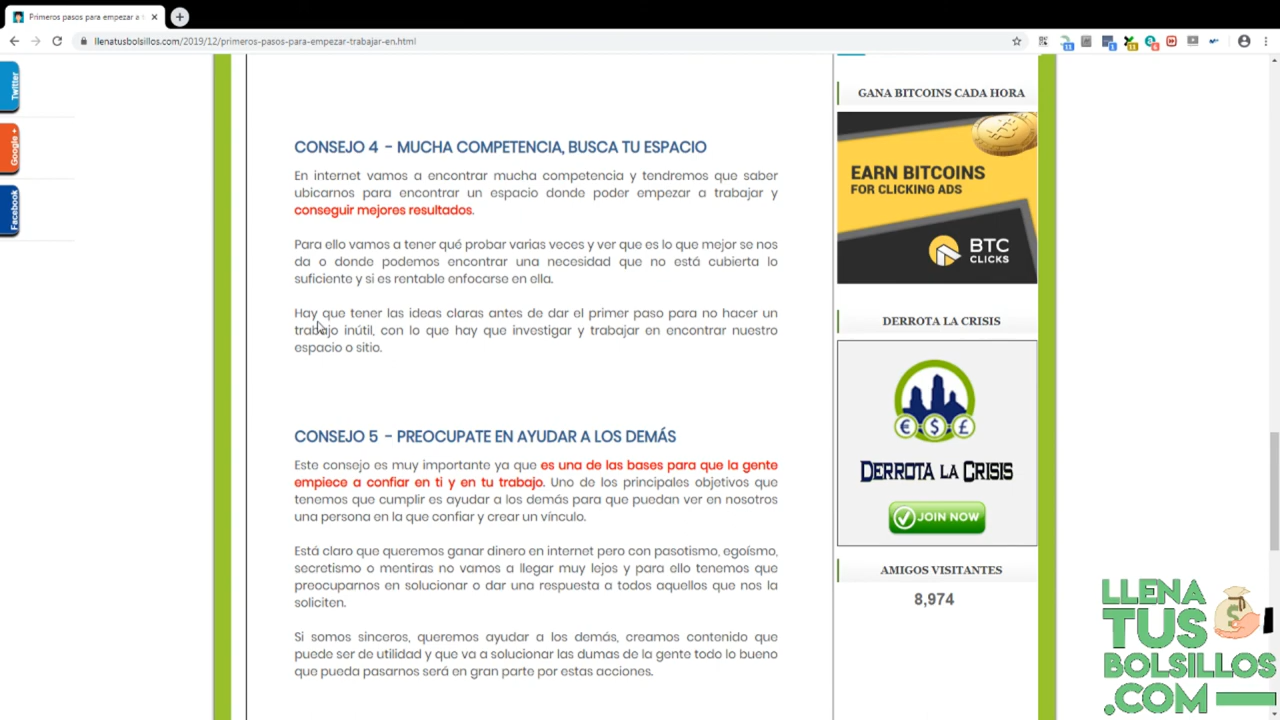 Primeros pasos para empezar a
llenatusbolsillos.com/2019/12/primeros-pasos-para-empezar-trabajar-en.html
Twitter
Google +
Facebook
CONSEJO 4 - MUCHA COMPETENCIA, BUSCA TU ESPACIO
En internet vamos a encontrar mucha competencia y tendremos que saber
ubicarnos para encontrar un espacio donde poder empezar a trabajar y
conseguir mejores resultados.
Para ello vamos a tener qué probar varias veces y ver que es lo que mejor se nos
da o donde podemos encontrar una necesidad que no está cubierta lo
suficiente y si es rentable enfocarse en ella.
Hay que tener las ideas claras antes de dar el primer paso para no hacer un
trabajo inútil, con lo que hay que investigar y trabajar en encontrar nuestro
espacio o sitio.
CONSEJO 5 - PREOCUPATE EN AYUDAR A LOS DEMÁS
Este consejo es muy importante ya que es una de las bases para que la gente
empiece a confiar en ti y en tu trabajo. Uno de los principales objetivos que
tenemos que cumplir es ayudar a los demás para que puedan ver en nosotros
una persona en la que confiar y crear un vínculo.
Está claro que queremos ganar dinero en internet pero con pasotismo, egoísmo,
secretismo o mentiras no vamos a llegar muy lejos y para ello tenemos que
preocuparnos en solucionar o dar una respuesta a todos aquellos que nos la
soliciten.
Si somos sinceros, queremos ayudar a los demás, creamos contenido que
puede ser de utilidad y que va a solucionar las dumas de la gente todo lo bueno
que pueda pasarnos será en gran parte por estas acciones.
GANA BITCOINS CADA HORA
EARN BITCOINS
FOR CLICKING ADS
BTC
CLICKS
DERROTA LA CRISIS
€ $ £
DERROTA LA CRISIS
JOIN NOW
AMIGOS VISITANTES
8,974
LLENA
TUS
BOLSILLOS
.COM